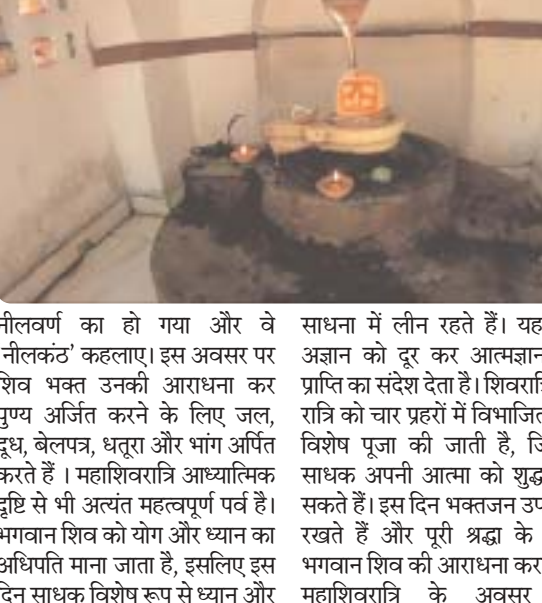 नीलवर्ण का हो गया और वे
'नीलकंठ' कहलाए। इस अवसर पर
शिव भक्त उनकी आराधना कर
पुण्य अर्जित करने के लिए जल,
दूध, बेलपत्र, धतूरा और भांग अर्पित
करते हैं । महाशिवरात्रि आध्यात्मिक
दृष्टि से भी अत्यंत महत्वपूर्ण पर्व है।
भगवान शिव को योग और ध्यान का
अधिपति माना जाता है, इसलिए इस
दिन साधक विशेष रूप से ध्यान और
साधना में लीन रहते हैं। यह
अज्ञान को दूर कर आत्मज्ञान
प्राप्ति का संदेश देता है। शिवरात्रि
रात्रि को चार प्रहरों में विभाजित
विशेष पूजा की जाती है,
साधक अपनी आत्मा को शुद्ध
सकते हैं। इस दिन भक्तजन
रखते हैं और पूरी श्रद्धा के
भगवान शिव की आराधना
महाशिवरात्रि के अवसर